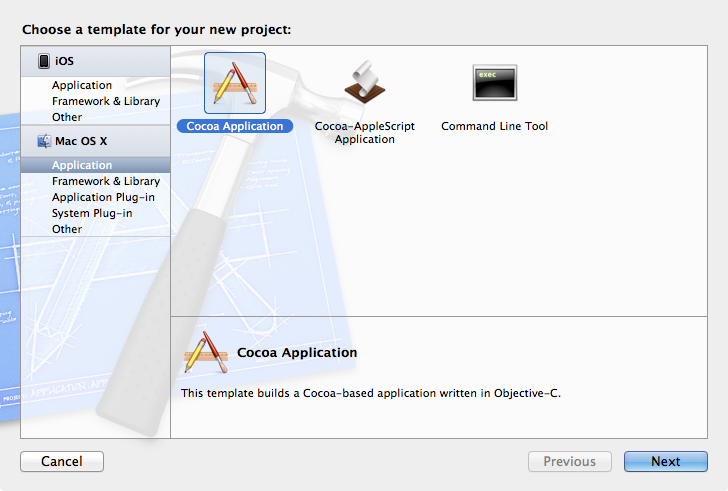 Choose a template for your new project:
iOS
Application
Framework & Library
Other
Mac OS X
Application
Framework & Library
Application Plug-in
System Plug-in
Other
Cocoa Application
Cocoa-AppleScript
Application
exec
Command Line Tool
Cocoa Application
This template builds a Cocoa-based application written in Objective-C.
APPLICATION APP
Cancel
Previous
Next